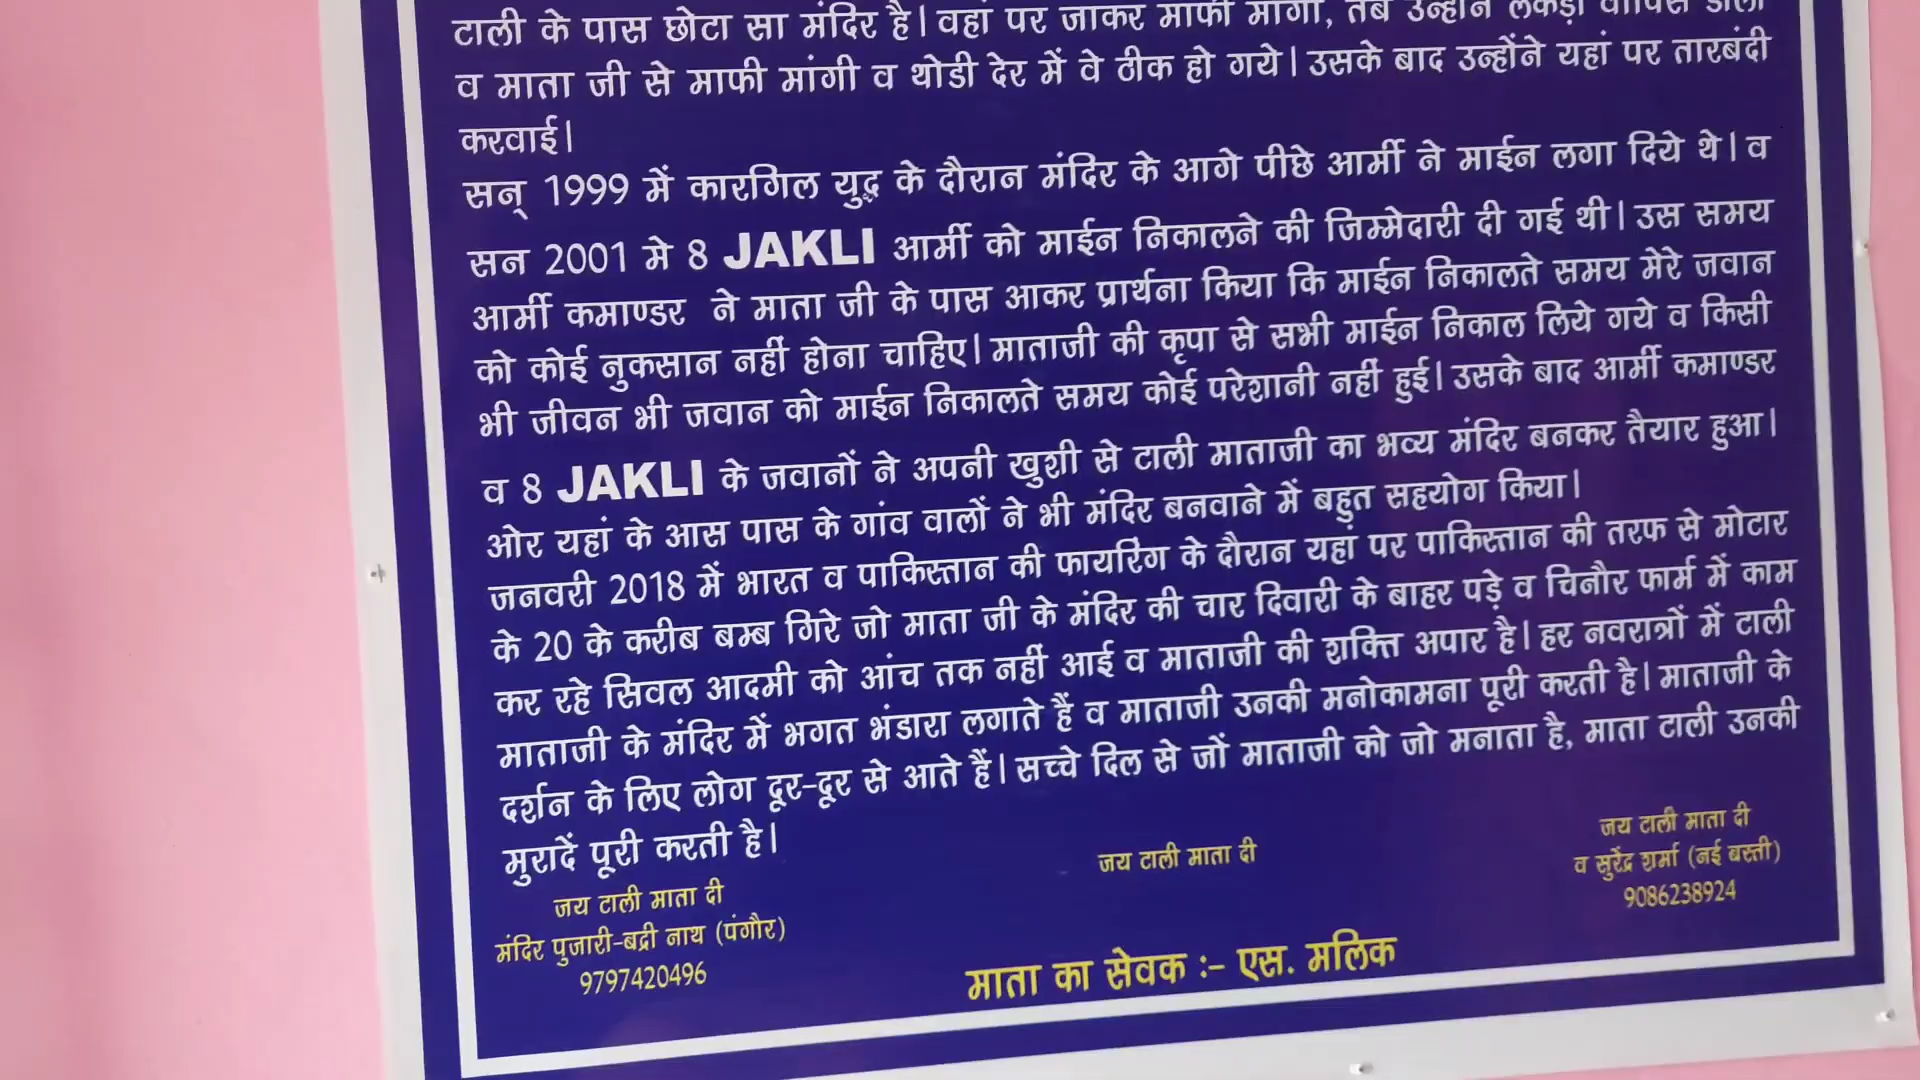 टाली के पास छोटा सा मंदिर है। वहां पर जाकर माफी मांगी, तब उन्होंने लकड़ी वापिस डाली
व माता जी से माफी मांगी व थोडी देर में वे ठीक हो गये। उसके बाद उन्होंने यहां पर तारबंदी
करवाई।
सन् 1999 में कारगिल युद्ध के दौरान मंदिर के आगे पीछे आर्मी ने माईन लगा दिये थे। व
सन 2001 मे 8 JAKLI आर्मी को माईन निकालने की जिम्मेदारी दी गई थी। उस समय
आर्मी कमाण्डर ने माता जी के पास आकर प्रार्थना किया कि माईन निकालते समय मेरे जवान
को कोई नुकसान नहीं होना चाहिए। माताजी की कृपा से सभी माईन निकाल लिये गये व किसी
भी जीवन भी जवान को माईन निकालते समय कोई परेशानी नहीं हुई। उसके बाद आर्मी कमाण्डर
व 8 JAKLI के जवानों ने अपनी खुशी से टाली माताजी का भव्य मंदिर बनकर तैयार हुआ।
ओर यहां के आस पास के गांव वालों ने भी मंदिर बनवाने में बहुत सहयोग किया।
जनवरी 2018 में भारत व पाकिस्तान की फायरिंग के दौरान यहां पर पाकिस्तान की तरफ से मोटार
के 20 के करीब बम्ब गिरे जो माता जी के मंदिर की चार दिवारी के बाहर पड़े व चिनौर फार्म में काम
कर रहे सिवल आदमी को आंच तक नहीं आई व माताजी की शक्ति अपार है। हर नवरात्रों में टाली
माताजी के मंदिर में भगत भंडारा लगाते हैं व माताजी उनकी मनोकामना पूरी करती है। माताजी के
दर्शन के लिए लोग दूर-दूर से आते हैं। सच्चे दिल से जों माताजी को जो मनाता है, माता टाली उनकी
मुरादें पूरी करती है।
जय टाली माता दी
मंदिर पुजारी-बद्री नाथ (पंगौर)
9797420496
जय टाली माता दी
माता का सेवक :- एस. मलिक
जय टाली माता दी
व सुरेंद्र शर्मा (नई बस्ती)
9086238924